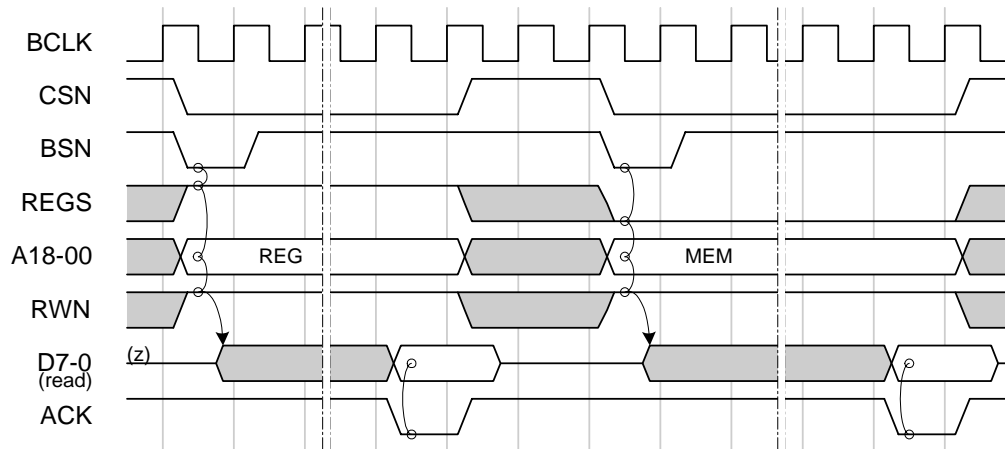 BCLK
CSN
BSN
REGS
A18-00 REG MEM
RWN
D7-0 (z)
(read)
ACK